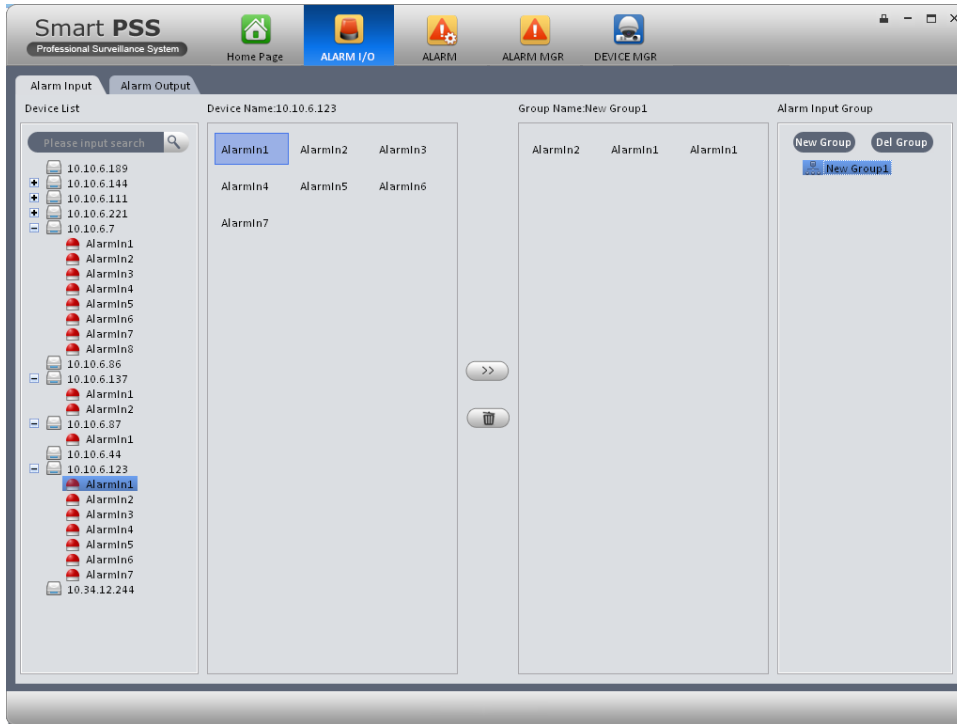 Smart PSS
Professional Surveillance System
Home Page
ALARM I/O
ALARM
ALARM MGR
DEVICE MGR
Alarm Input
Alarm Output
Device List
Please input search
10.10.6.189
10.10.6.144
10.10.6.111
10.10.6.221
10.10.6.7
AlarmIn1
AlarmIn2
AlarmIn3
AlarmIn4
AlarmIn5
AlarmIn6
AlarmIn7
AlarmIn8
10.10.6.86
10.10.6.137
AlarmIn1
AlarmIn2
10.10.6.87
AlarmIn1
10.10.6.44
10.10.6.123
AlarmIn1
AlarmIn2
AlarmIn3
AlarmIn4
AlarmIn5
AlarmIn6
AlarmIn7
10.34.12.244
Device Name:10.10.6.123
AlarmIn1 AlarmIn2 AlarmIn3
AlarmIn4 AlarmIn5 AlarmIn6
AlarmIn7
>>
Group Name:New Group1
AlarmIn2 AlarmIn1 AlarmIn1
Alarm Input Group
New Group Del Group
New Group1